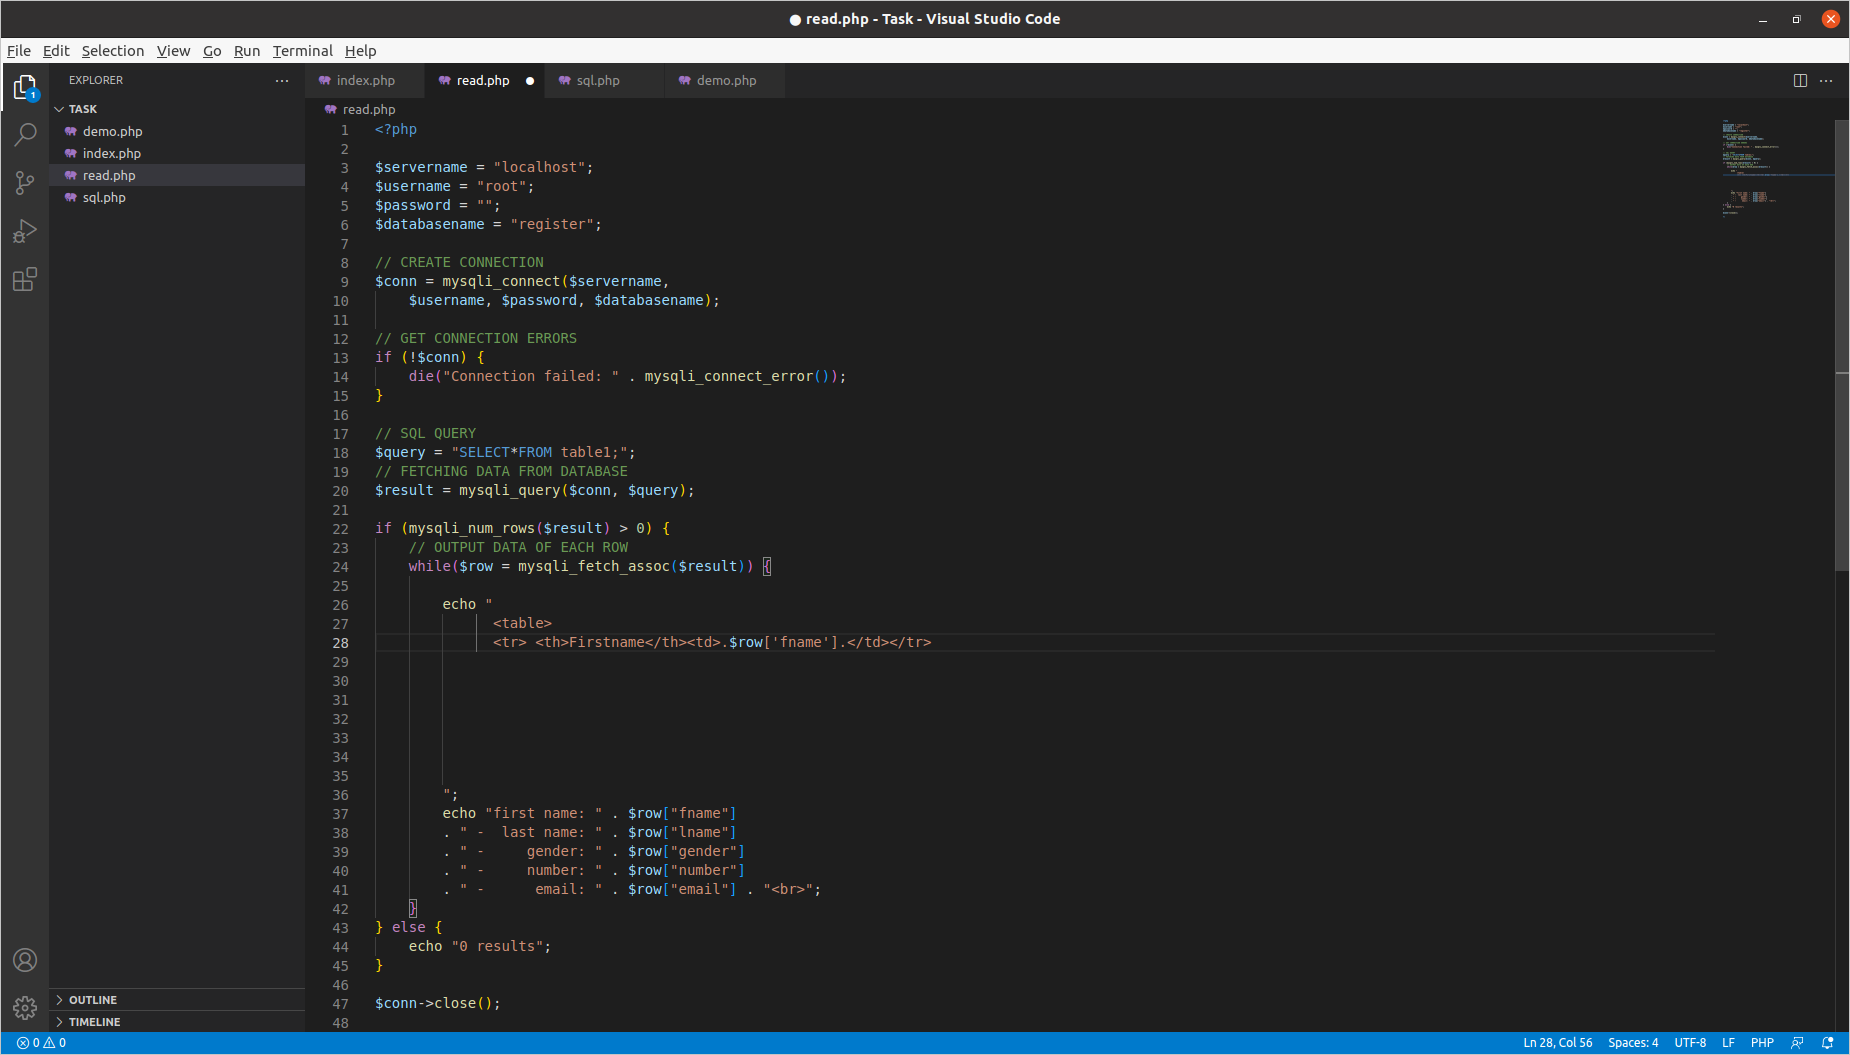 ● read.php - Task - Visual Studio Code
File Edit Selection View Go Run Terminal Help
EXPLORER
index.php
read.php
sql.php
demo.php
1
TASK
demo.php
index.php
read.php
sql.php
read.php
1 <?php
2
3 $servername = "localhost";
4 $username = "root";
5 $password = "";
6 $databasename = "register";
7
8 // CREATE CONNECTION
9 $conn = mysqli_connect($servername,
10 $username, $password, $databasename);
11
12 // GET CONNECTION ERRORS
13 if (!$conn) {
14 die("Connection failed: " . mysqli_connect_error());
15 }
16
17 // SQL QUERY
18 $query = "SELECT*FROM table1;";
19 // FETCHING DATA FROM DATABASE
20 $result = mysqli_query($conn, $query);
21
22 if (mysqli_num_rows($result) > 0) {
23 // OUTPUT DATA OF EACH ROW
24 while($row = mysqli_fetch_assoc($result)) {
25
26 echo "
27 <table>
28 <tr> <th>Firstname</th><td>.$row['fname'].</td></tr>
29
30
31
32
33
34
35
36 ";
37 echo "first name: " . $row["fname"]
38 . " -  last name: " . $row["lname"]
39 . " -     gender: " . $row["gender"]
40 . " -     number: " . $row["number"]
41 . " -      email: " . $row["email"] . "<br>";
42 }
43 } else {
44 echo "0 results";
45 }
46
47 $conn->close();
48
OUTLINE
TIMELINE
0 0
Ln 28, Col 56 Spaces: 4 UTF-8 LF PHP